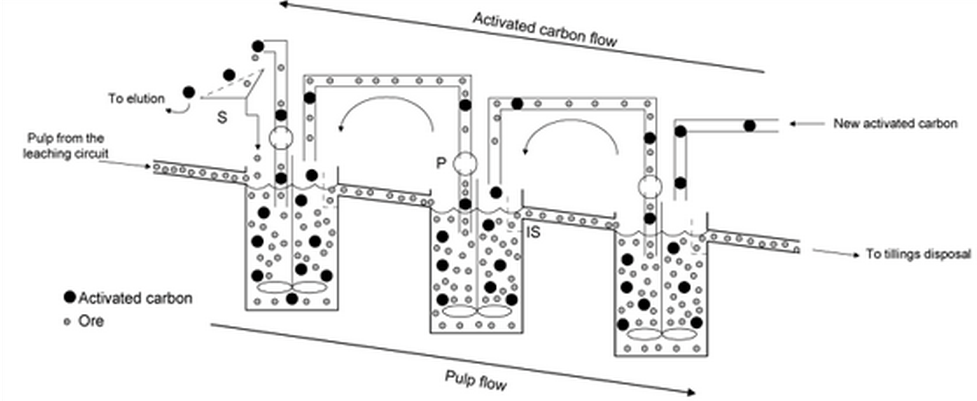 Activated carbon flow
To elution
S
Pulp from the
leaching circuit
P
New activated carbon
IS
To tillings disposal
Activated carbon
Ore
Pulp flow